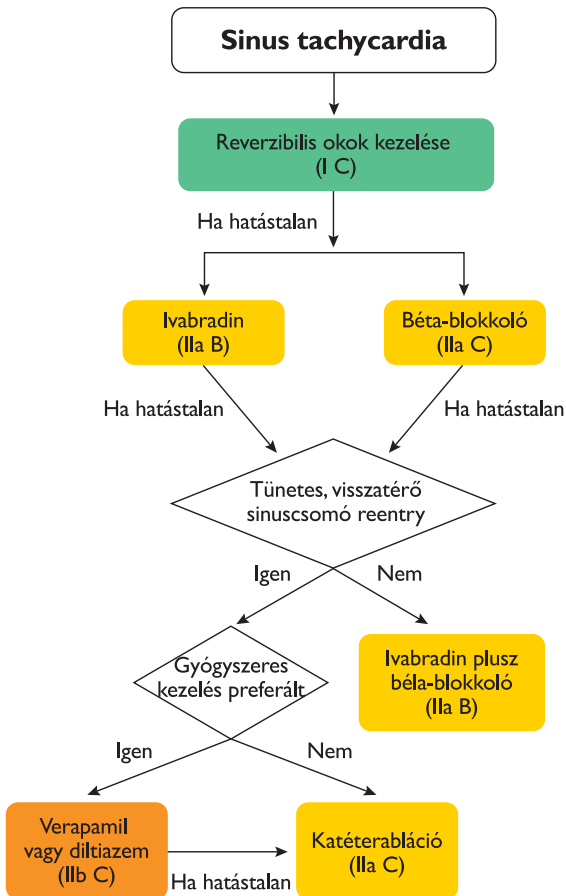 Sinus tachycardia
Reverzibilis okok kezelése
(I C)
Ha hatástalan
Ivabradin
(IIa B)
Béta-blokkoló
(IIa C)
Ha hatástalan
Ha hatástalan
Tünetes, visszatérő
sinuscsomó reentry
Igen
Nem
Gyógyszeres
kezelés preferált
Ivabradin plusz
béla-blokkoló
(IIa B)
Igen
Nem
Verapamil
vagy diltiazem
(IIb C)
Ha hatástalan
Katéterabláció
(IIa C)